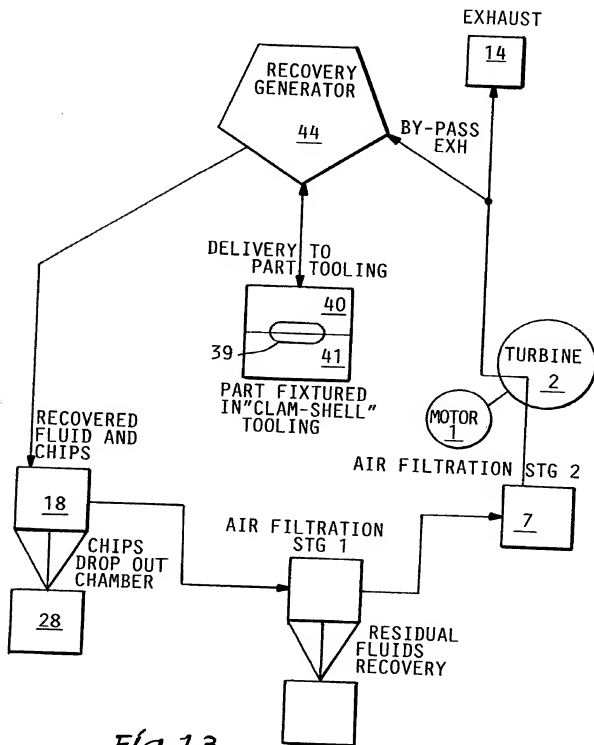 EXHAUST
14
RECOVERY
GENERATOR
44
BY-PASS
EXH
DELIVERY TO
PART TOOLING
40
41
39
PART FIXTURED
IN"CLAM-SHELL"
TOOLING
TURBINE
2
MOTOR
1
RECOVERED
FLUID AND
CHIPS
18
CHIPS
DROP OUT
CHAMBER
28
AIR FILTRATION
STG 1
RESIDUAL
FLUIDS
RECOVERY
AIR FILTRATION STG 2
7
Fig.13